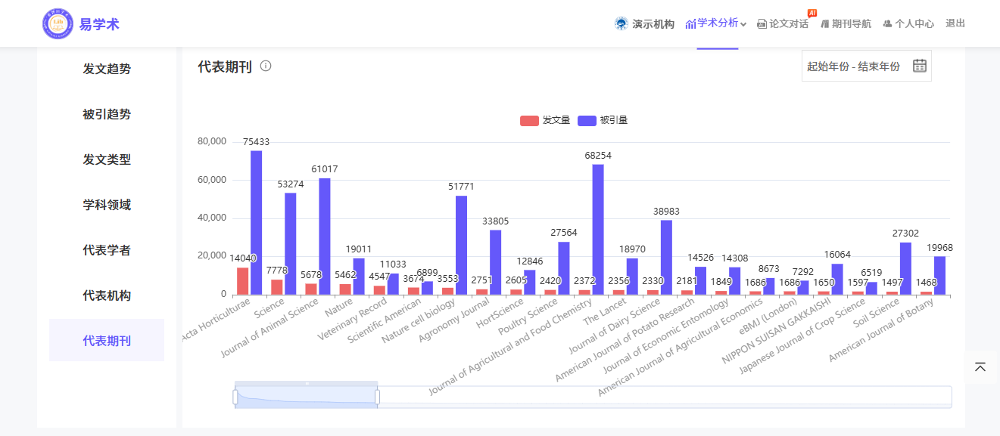 易学术
演示机构
学术分析
论文对话
AI
期刊导航
个人中心
退出
发文趋势
被引趋势
发文类型
学科领域
代表学者
代表机构
代表期刊
代表期刊
起始年份 - 结束年份
发文量
被引量
80,000
60,000
40,000
20,000
0
14040
75433
7778
53274
5678
61017
5462
19011
4547
11033
3674
6899
3553
51771
2751
33805
2605
12846
2420
27564
2372
68254
2356
18970
2330
38983
2181
14526
1849
14308
1686
8673
1686
7292
1650
16064
1597
6519
1497
27302
1468
19968
Acta Horticulturae
Science
Journal of Animal Science
Nature
Veterinary Record
Scientific American
Nature cell biology
Agronomy Journal
HortScience
Poultry Science
Journal of Agricultural and Food Chemistry
The Lancet
Journal of Dairy Science
American Journal of Potato Research
Journal of Economic Entomology
American Journal of Agricultural Economics
eBMJ (London)
NIPPON SUISAN GAKKAISHI
Japanese Journal of Crop Science
Soil Science
American Journal of Botany